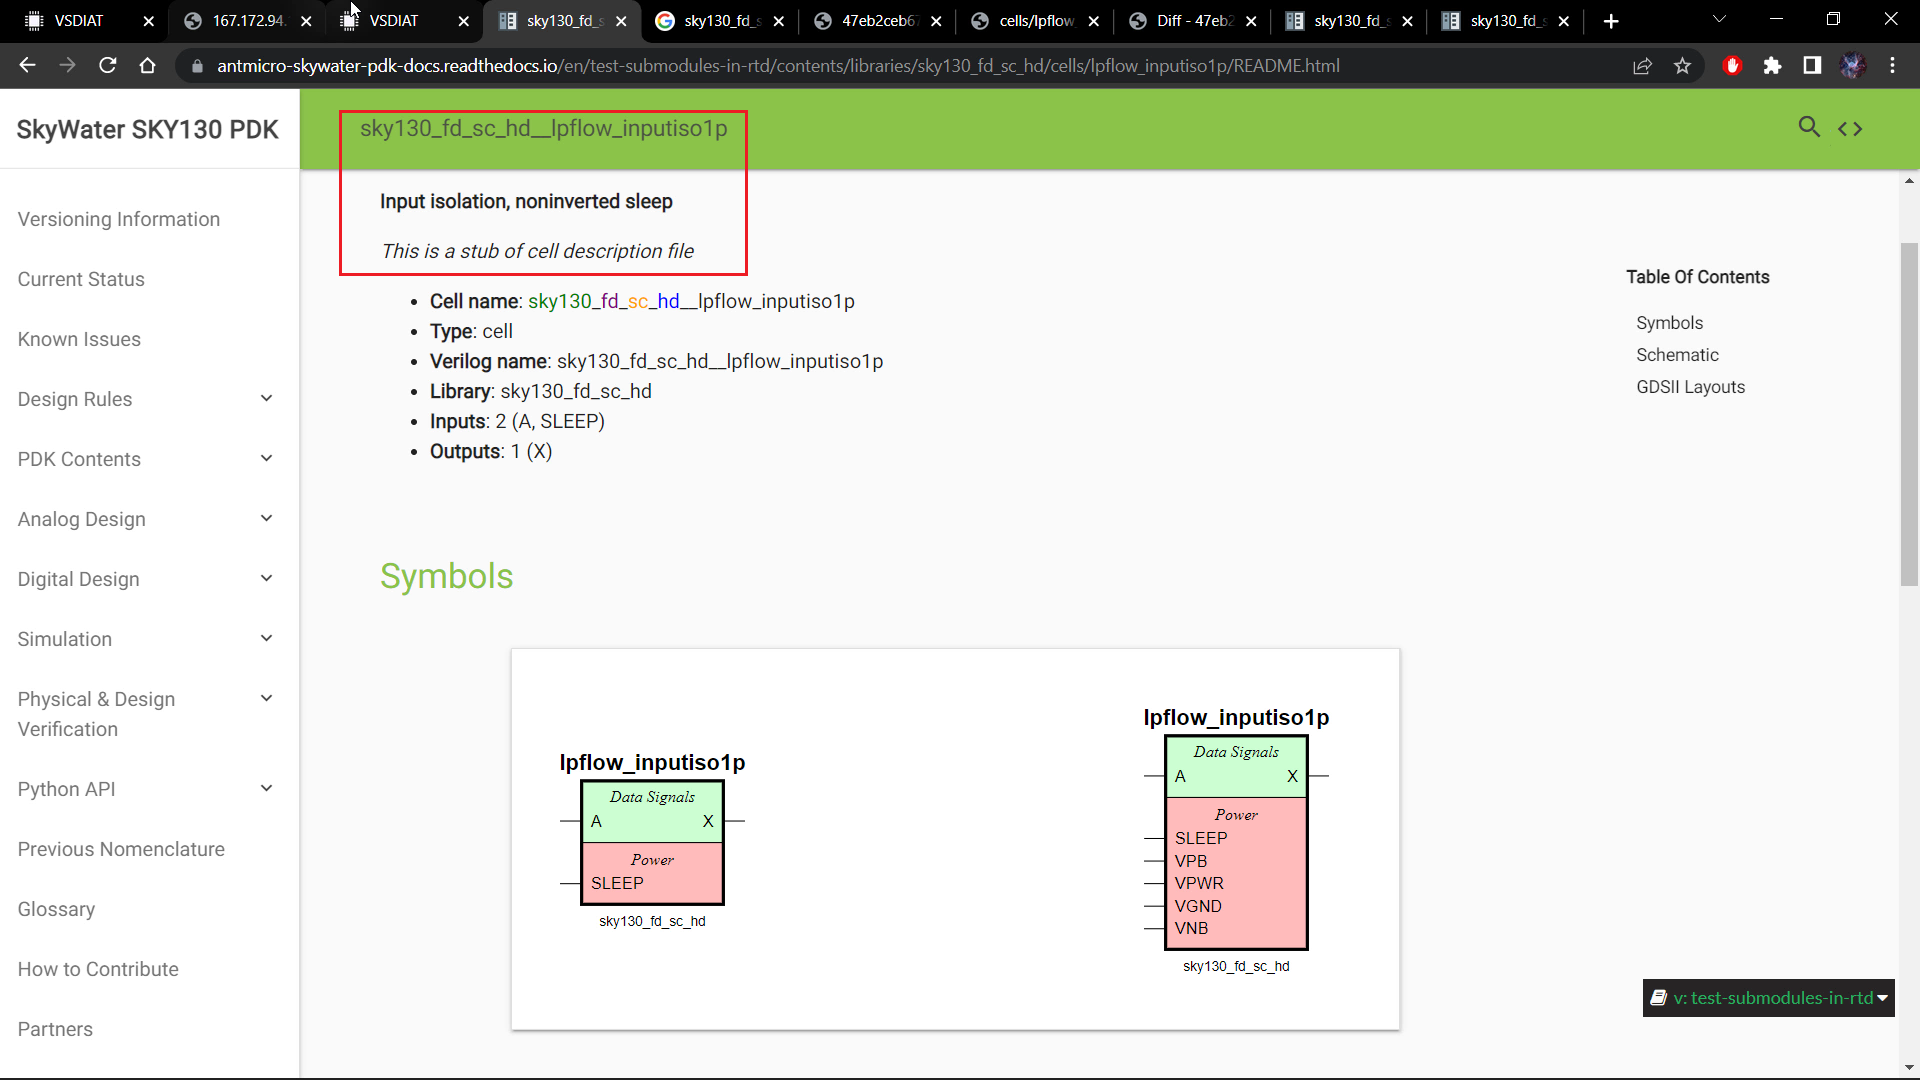 VSDIAT
167.172.94.
VSDIAT
sky130_fd_s
sky130_fd_s
47eb2ceb67
cells/lpflow
Diff - 47eb2
sky130_fd_s
sky130_fd_s
antmicro-skywater-pdk-docs.readthedocs.io/en/test-submodules-in-rtd/contents/libraries/sky130_fd_sc_hd/cells/lpflow_inputiso1p/README.html
SkyWater SKY130 PDK
sky130_fd_sc_hd__lpflow_inputiso1p
Versioning Information
Current Status
Known Issues
Design Rules
PDK Contents
Analog Design
Digital Design
Simulation
Physical & Design
Verification
Python API
Previous Nomenclature
Glossary
How to Contribute
Partners
Input isolation, noninverted sleep
This is a stub of cell description file
• Cell name: sky130_fd_sc_hd__lpflow_inputiso1p
• Type: cell
• Verilog name: sky130_fd_sc_hd__lpflow_inputiso1p
• Library: sky130_fd_sc_hd
• Inputs: 2 (A, SLEEP)
• Outputs: 1 (X)
Symbols
lpflow_inputiso1p
Data Signals
A X
Power
SLEEP
sky130_fd_sc_hd
lpflow_inputiso1p
Data Signals
A X
Power
SLEEP
VPB
VPWR
VGND
VNB
sky130_fd_sc_hd
Table Of Contents
Symbols
Schematic
GDSII Layouts
v: test-submodules-in-rtd